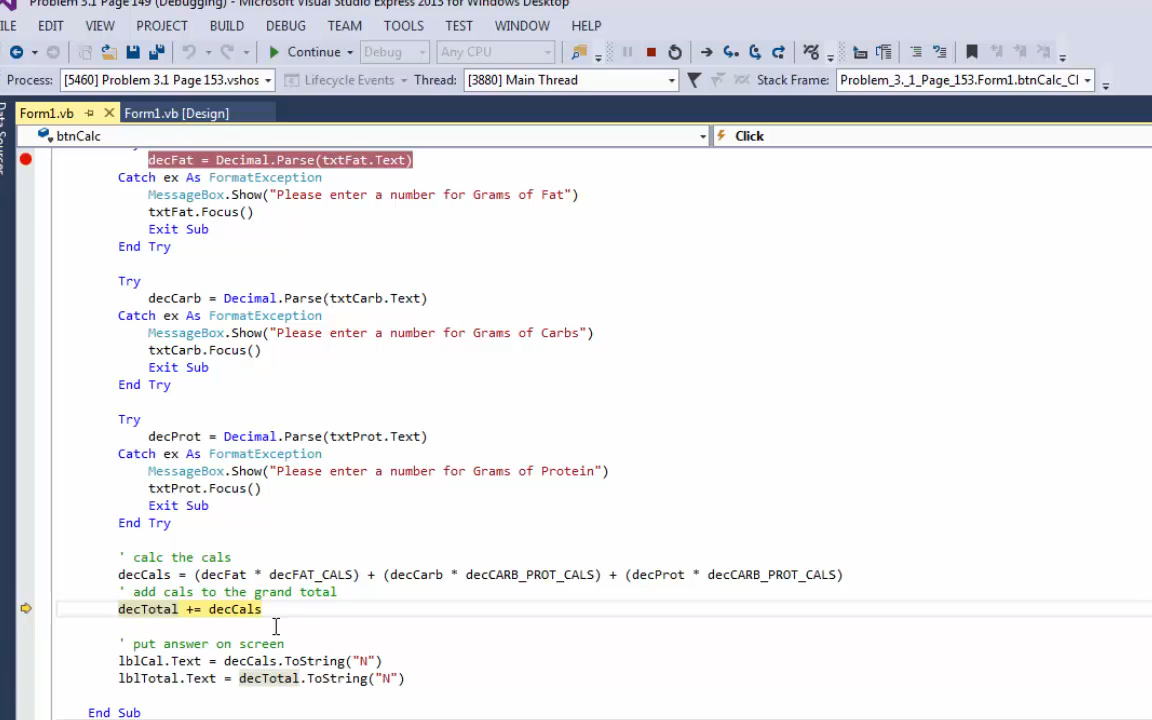 Problem 3.1 Page 149 (Debugging) - Microsoft Visual Studio Express 2013 for Windows Desktop
ILE EDIT VIEW PROJECT BUILD DEBUG TEAM TOOLS TEST WINDOW HELP
Continue Debug Any CPU
Process: [5460] Problem 3.1 Page 153.vshos Lifecycle Events Thread: [3880] Main Thread Stack Frame: Problem_3._1_Page_153.Form1.btnCalc_Cl
Data Sources
Form1.vb Form1.vb [Design]
btnCalc Click
decFat = Decimal.Parse(txtFat.Text)
Catch ex As FormatException
MessageBox.Show("Please enter a number for Grams of Fat")
txtFat.Focus()
Exit Sub
End Try
Try
decCarb = Decimal.Parse(txtCarb.Text)
Catch ex As FormatException
MessageBox.Show("Please enter a number for Grams of Carbs")
txtCarb.Focus()
Exit Sub
End Try
Try
decProt = Decimal.Parse(txtProt.Text)
Catch ex As FormatException
MessageBox.Show("Please enter a number for Grams of Protein")
txtProt.Focus()
Exit Sub
End Try
' calc the cals
decCals = (decFat * decFAT_CALS) + (decCarb * decCARB_PROT_CALS) + (decProt * decCARB_PROT_CALS)
' add cals to the grand total
decTotal += decCals
' put answer on screen
lblCal.Text = decCals.ToString("N")
lblTotal.Text = decTotal.ToString("N")
End Sub